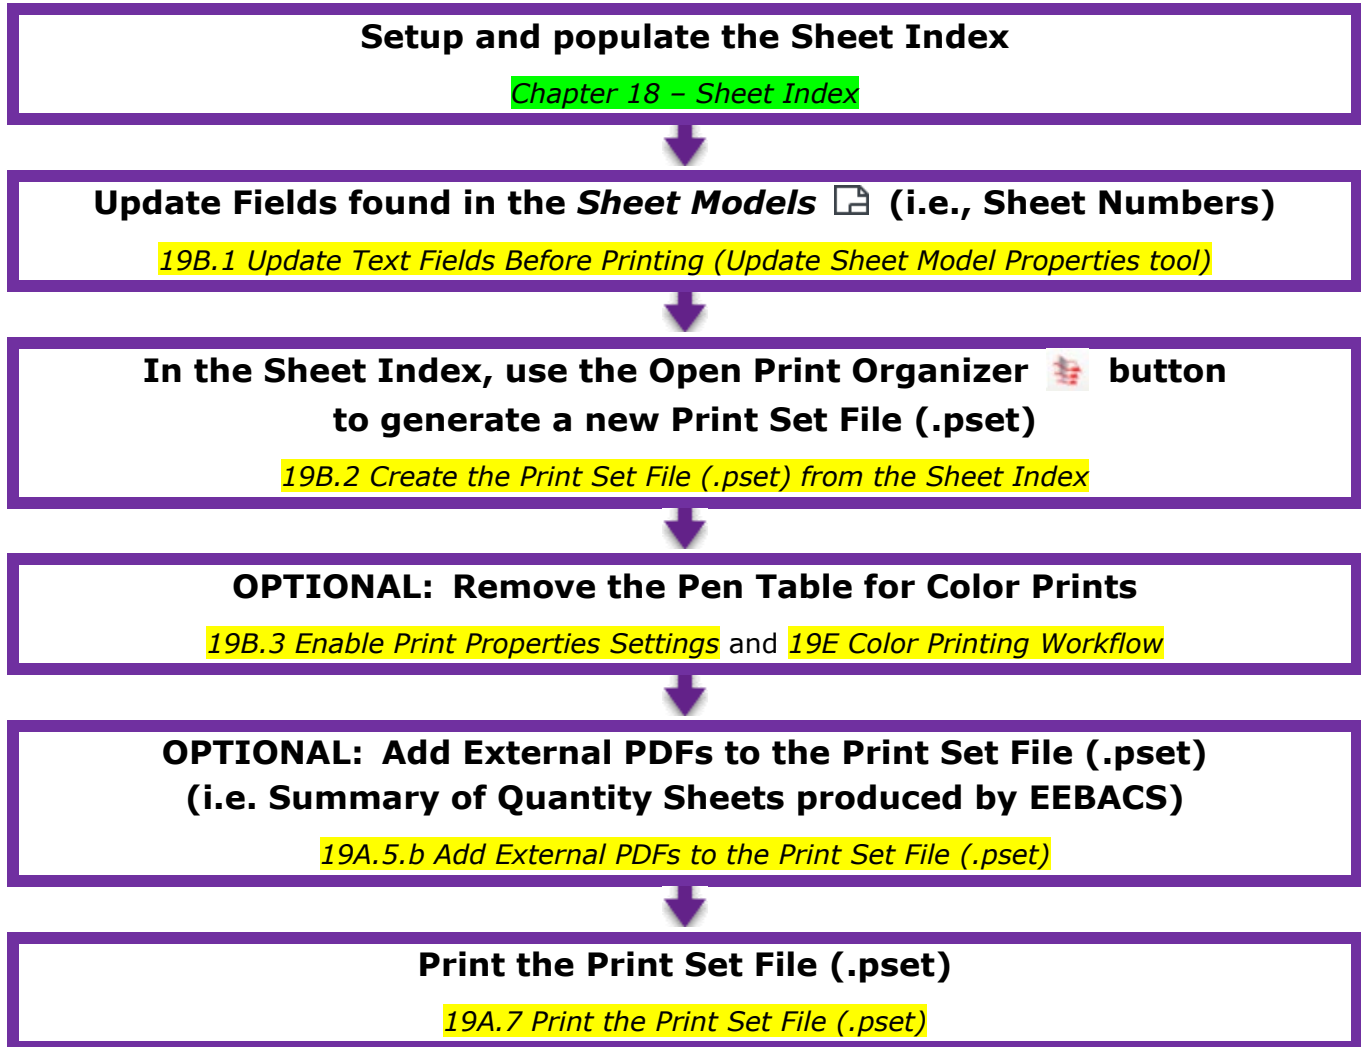 Setup and populate the Sheet Index
Chapter 18 – Sheet Index
Update Fields found in the Sheet Models (i.e., Sheet Numbers)
19B.1 Update Text Fields Before Printing (Update Sheet Model Properties tool)
In the Sheet Index, use the Open Print Organizer button
to generate a new Print Set File (.pset)
19B.2 Create the Print Set File (.pset) from the Sheet Index
OPTIONAL: Remove the Pen Table for Color Prints
19B.3 Enable Print Properties Settings and 19E Color Printing Workflow
OPTIONAL: Add External PDFs to the Print Set File (.pset)
(i.e. Summary of Quantity Sheets produced by EEBACS)
19A.5.b Add External PDFs to the Print Set File (.pset)
Print the Print Set File (.pset)
19A.7 Print the Print Set File (.pset)